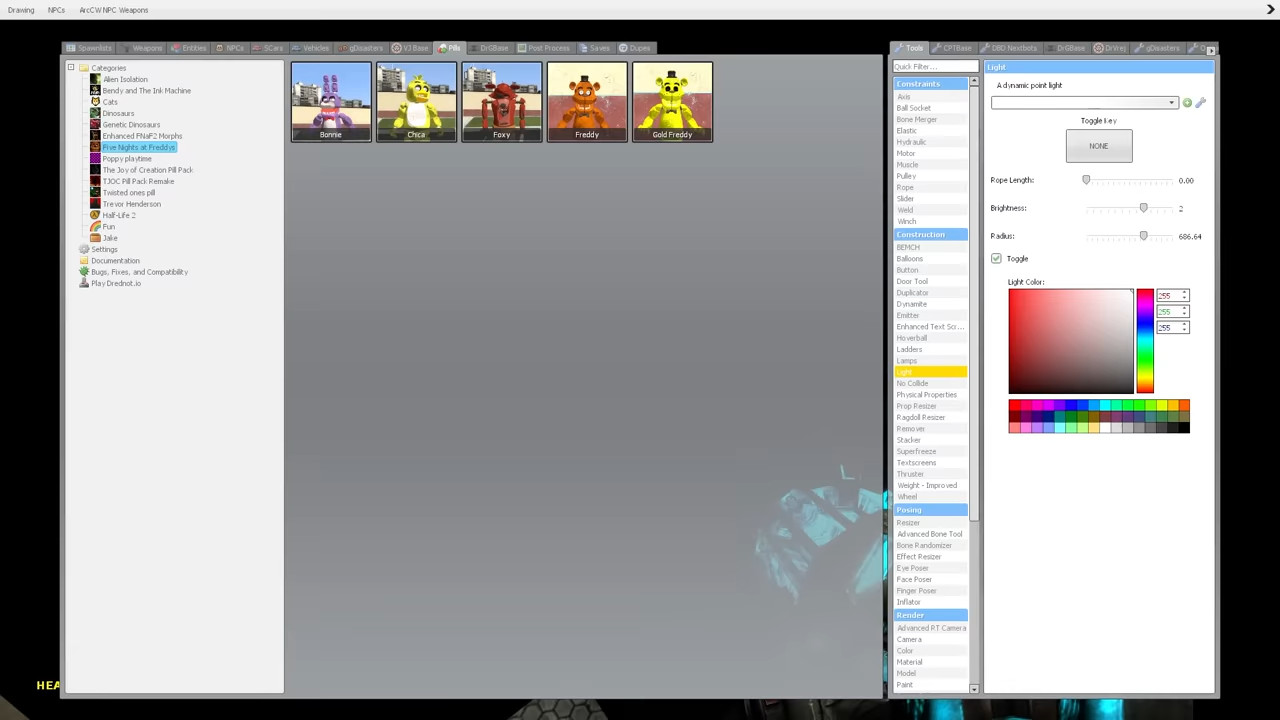 Drawing NPCs ArcCW NPC Weapons
Spawnlists Weapons Entities NPCs SCars Vehicles gDisasters VJ Base Pills DrGBase Post Process Saves Dupes
Categories
Alien Isolation
Bendy and The Ink Machine
Cats
Dinosaurs
Genetic Dinosaurs
Enhanced FNaF2 Morphs
Five Nights at Freddys
Poppy playtime
The Joy of Creation Pill Pack
TJOC Pill Pack Remake
Twisted ones pill
Trevor Henderson
Half-Life 2
Fun
Jake
Settings
Documentation
Bugs, Fixes, and Compatibility
Play Drednot.io
Bonnie Chica Foxy Freddy Gold Freddy
HEA
Tools CPTBase DBD Nextbots DrGBase DrVrej gDisasters
Quick Filter...
Constraints
Axis
Ball Socket
Bone Merger
Elastic
Hydraulic
Motor
Muscle
Pulley
Rope
Slider
Weld
Winch
Construction
BEMCH
Balloons
Button
Door Tool
Duplicator
Dynamite
Emitter
Enhanced Text Scr...
Hoverball
Ladders
Lamps
Light
No Collide
Physical Properties
Prop Resizer
Ragdoll Resizer
Remover
Stacker
Superfreeze
Textscreens
Thruster
Weight - Improved
Wheel
Posing
Resizer
Advanced Bone Tool
Bone Randomizer
Effect Resizer
Eye Poser
Face Poser
Finger Poser
Inflator
Render
Advanced RT Camera
Camera
Color
Material
Model
Paint
Light
A dynamic point light
Toggle Key
NONE
Rope Length: 0.00
Brightness: 2
Radius: 686.64
Toggle
Light Color:
255
255
255